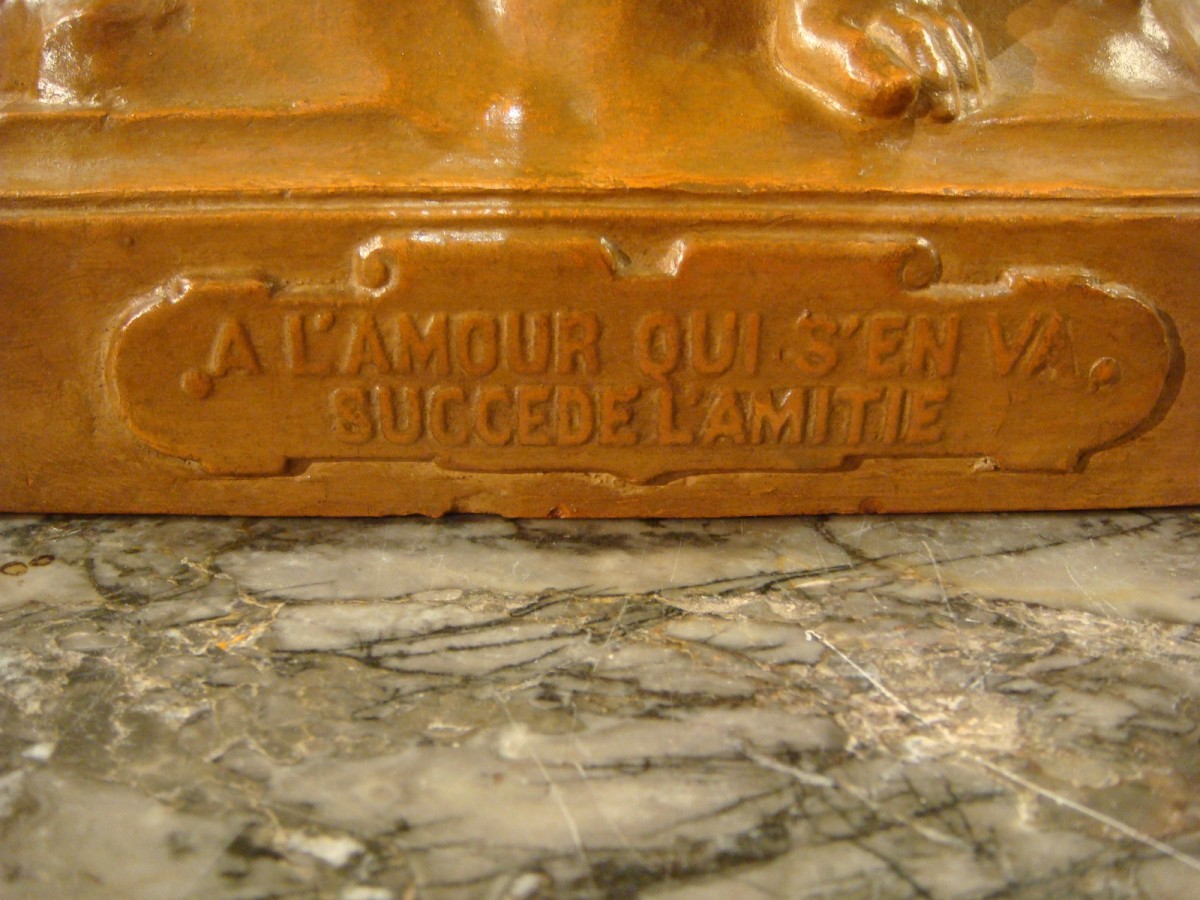 A L'AMOUR QUI S'EN VA
SUCCEDE L'AMITIE